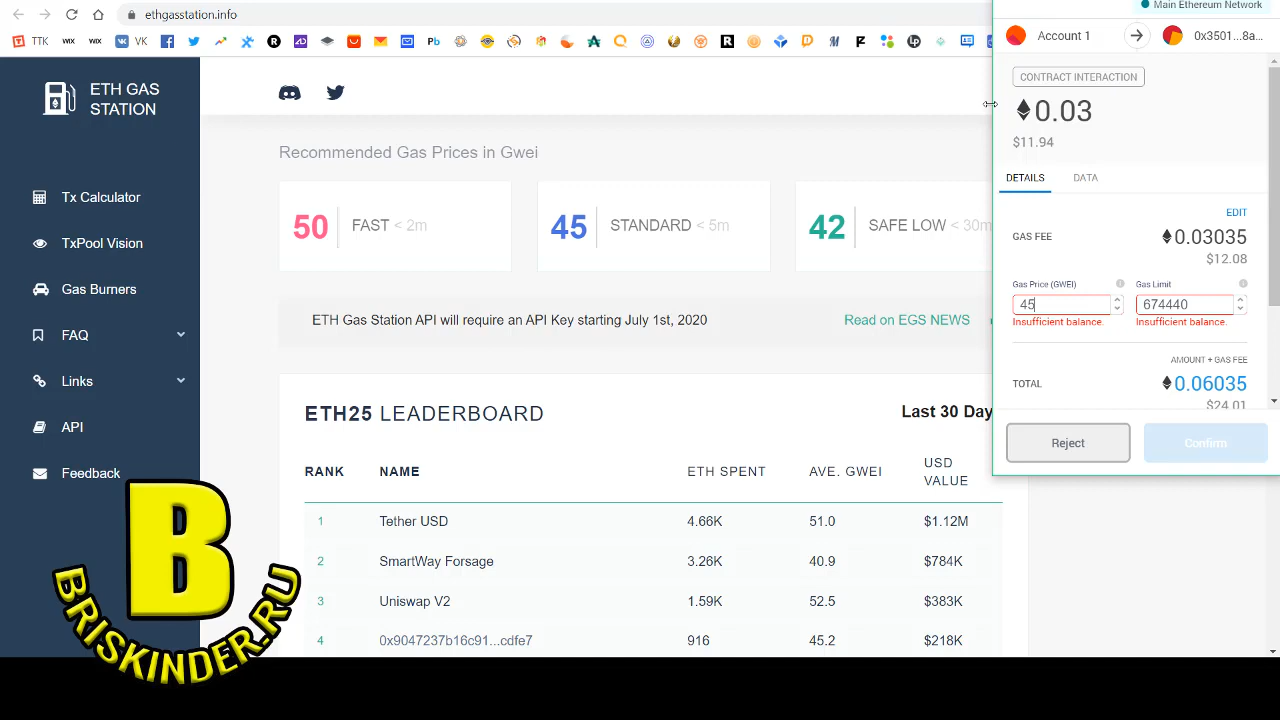 ethgasstation.info
Main Ethereum Network
TTK
VK
Account 1
0x3501...8a...
ETH GAS
STATION
CONTRACT INTERACTION
0.03
$11.94
Recommended Gas Prices in Gwei
DETAILS
DATA
Tx Calculator
50
FAST < 2m
45
STANDARD < 5m
42
SAFE LOW < 30m
EDIT
TxPool Vision
GAS FEE
0.03035
$12.08
Gas Burners
Gas Price (GWEI)
Gas Limit
45
674440
Insufficient balance.
Insufficient balance.
ETH Gas Station API will require an API Key starting July 1st, 2020
Read on EGS NEWS
FAQ
AMOUNT + GAS FEE
Links
TOTAL
0.06035
$24.01
API
ETH25 LEADERBOARD
Last 30 Day
Reject
Confirm
Feedback
RANK
NAME
ETH SPENT
AVE. GWEI
USD
VALUE
1
Tether USD
4.66K
51.0
$1.12M
2
SmartWay Forsage
3.26K
40.9
$784K
3
Uniswap V2
1.59K
52.5
$383K
4
0x9047237b16c91...cdfe7
916
45.2
$218K
B
BRISKINDER.RU